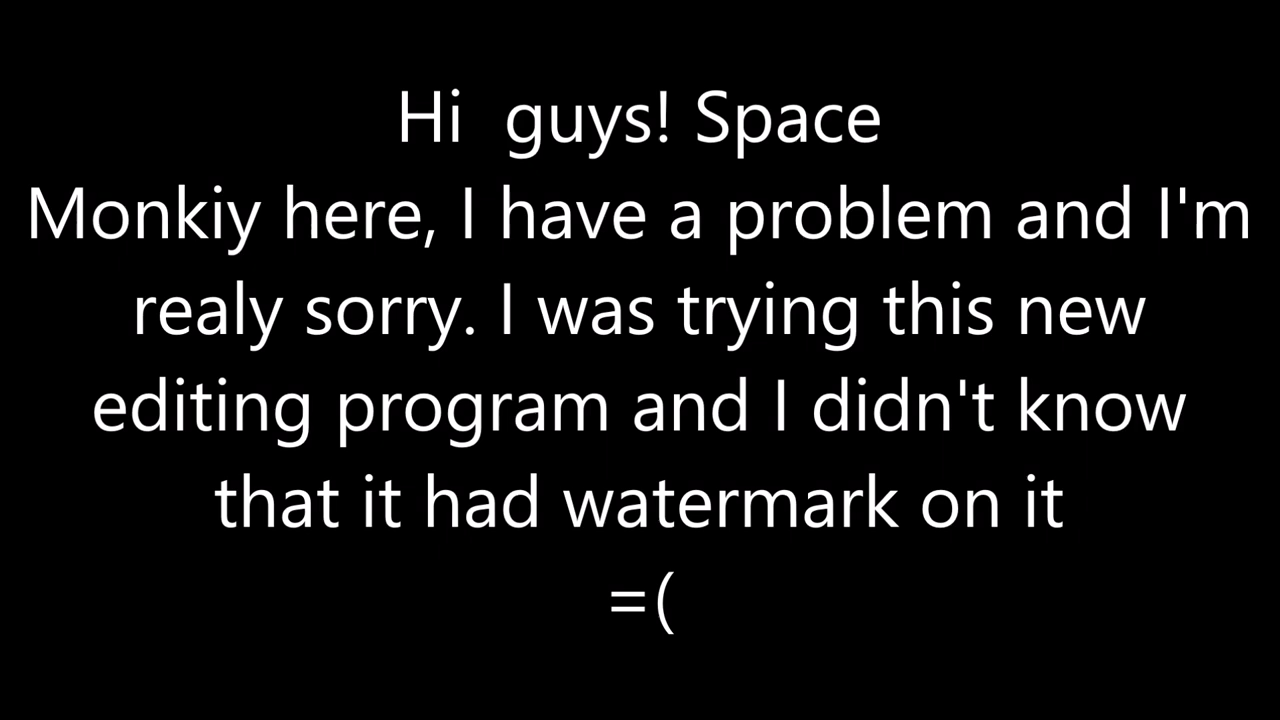 Hi  guys! Space
Monkiy here, I have a problem and I'm
realy sorry. I was trying this new
editing program and I didn't know
that it had watermark on it
=(